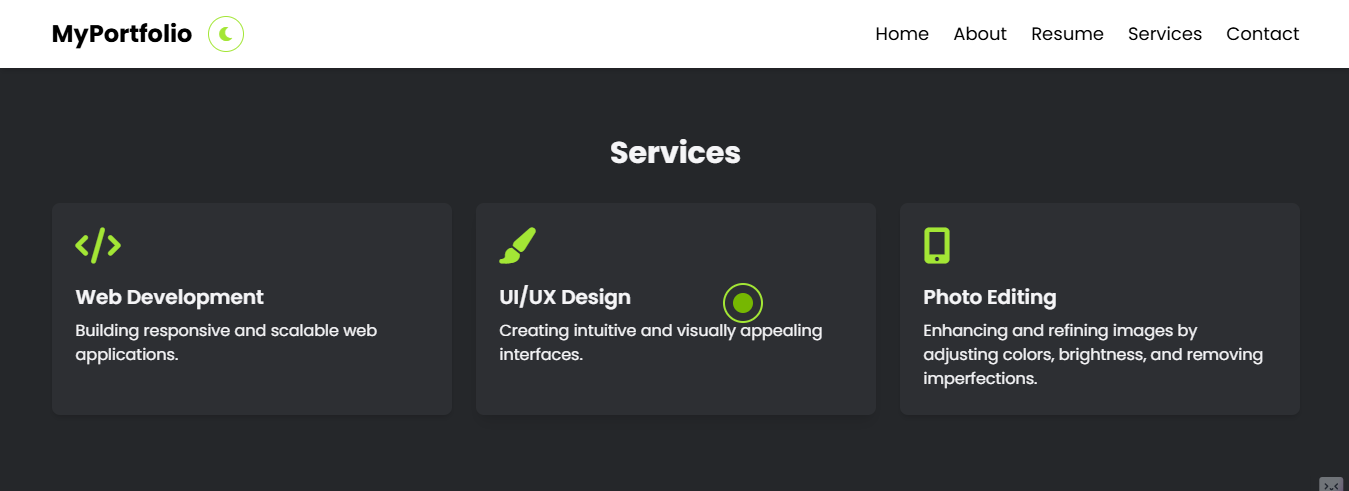 MyPortfolio
Home About Resume Services Contact
Services
Web Development
Building responsive and scalable web
applications.
UI/UX Design
Creating intuitive and visually appealing
interfaces.
Photo Editing
Enhancing and refining images by
adjusting colors, brightness, and removing
imperfections.